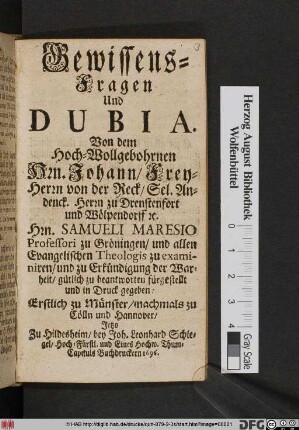 Gewissens-
Fragen
Und
DUBIA.
Von dem
Hoch-Wollgebohrnen
Hrn. Johann / Frey-
Herrn von der Reck / Sel. An-
denck. Herrn zu Drenstenfort
und Wölpendorff ꝛc.
Hrn. SAMUELI MARESIO
Professori zu Gröningen / und allen
Evangelischen Theologis zu exami-
niren / und zu Erkündigung der War-
heit / gütlich zu beantworten fürgestellt
und in Druck gegeben.
Erstlich zu Münster / nachmals zu
Cölln und Hannover /
Jetzo
Zu Hildesheim / bey Joh. Leonhard Schle-
gel / Hoch-Fürstl. und Eines Hochw. Thum-
Capituls Buchdruckern 1696.
Herzog August Bibliothek
Wolfenbüttel
Gray Scale
DFG